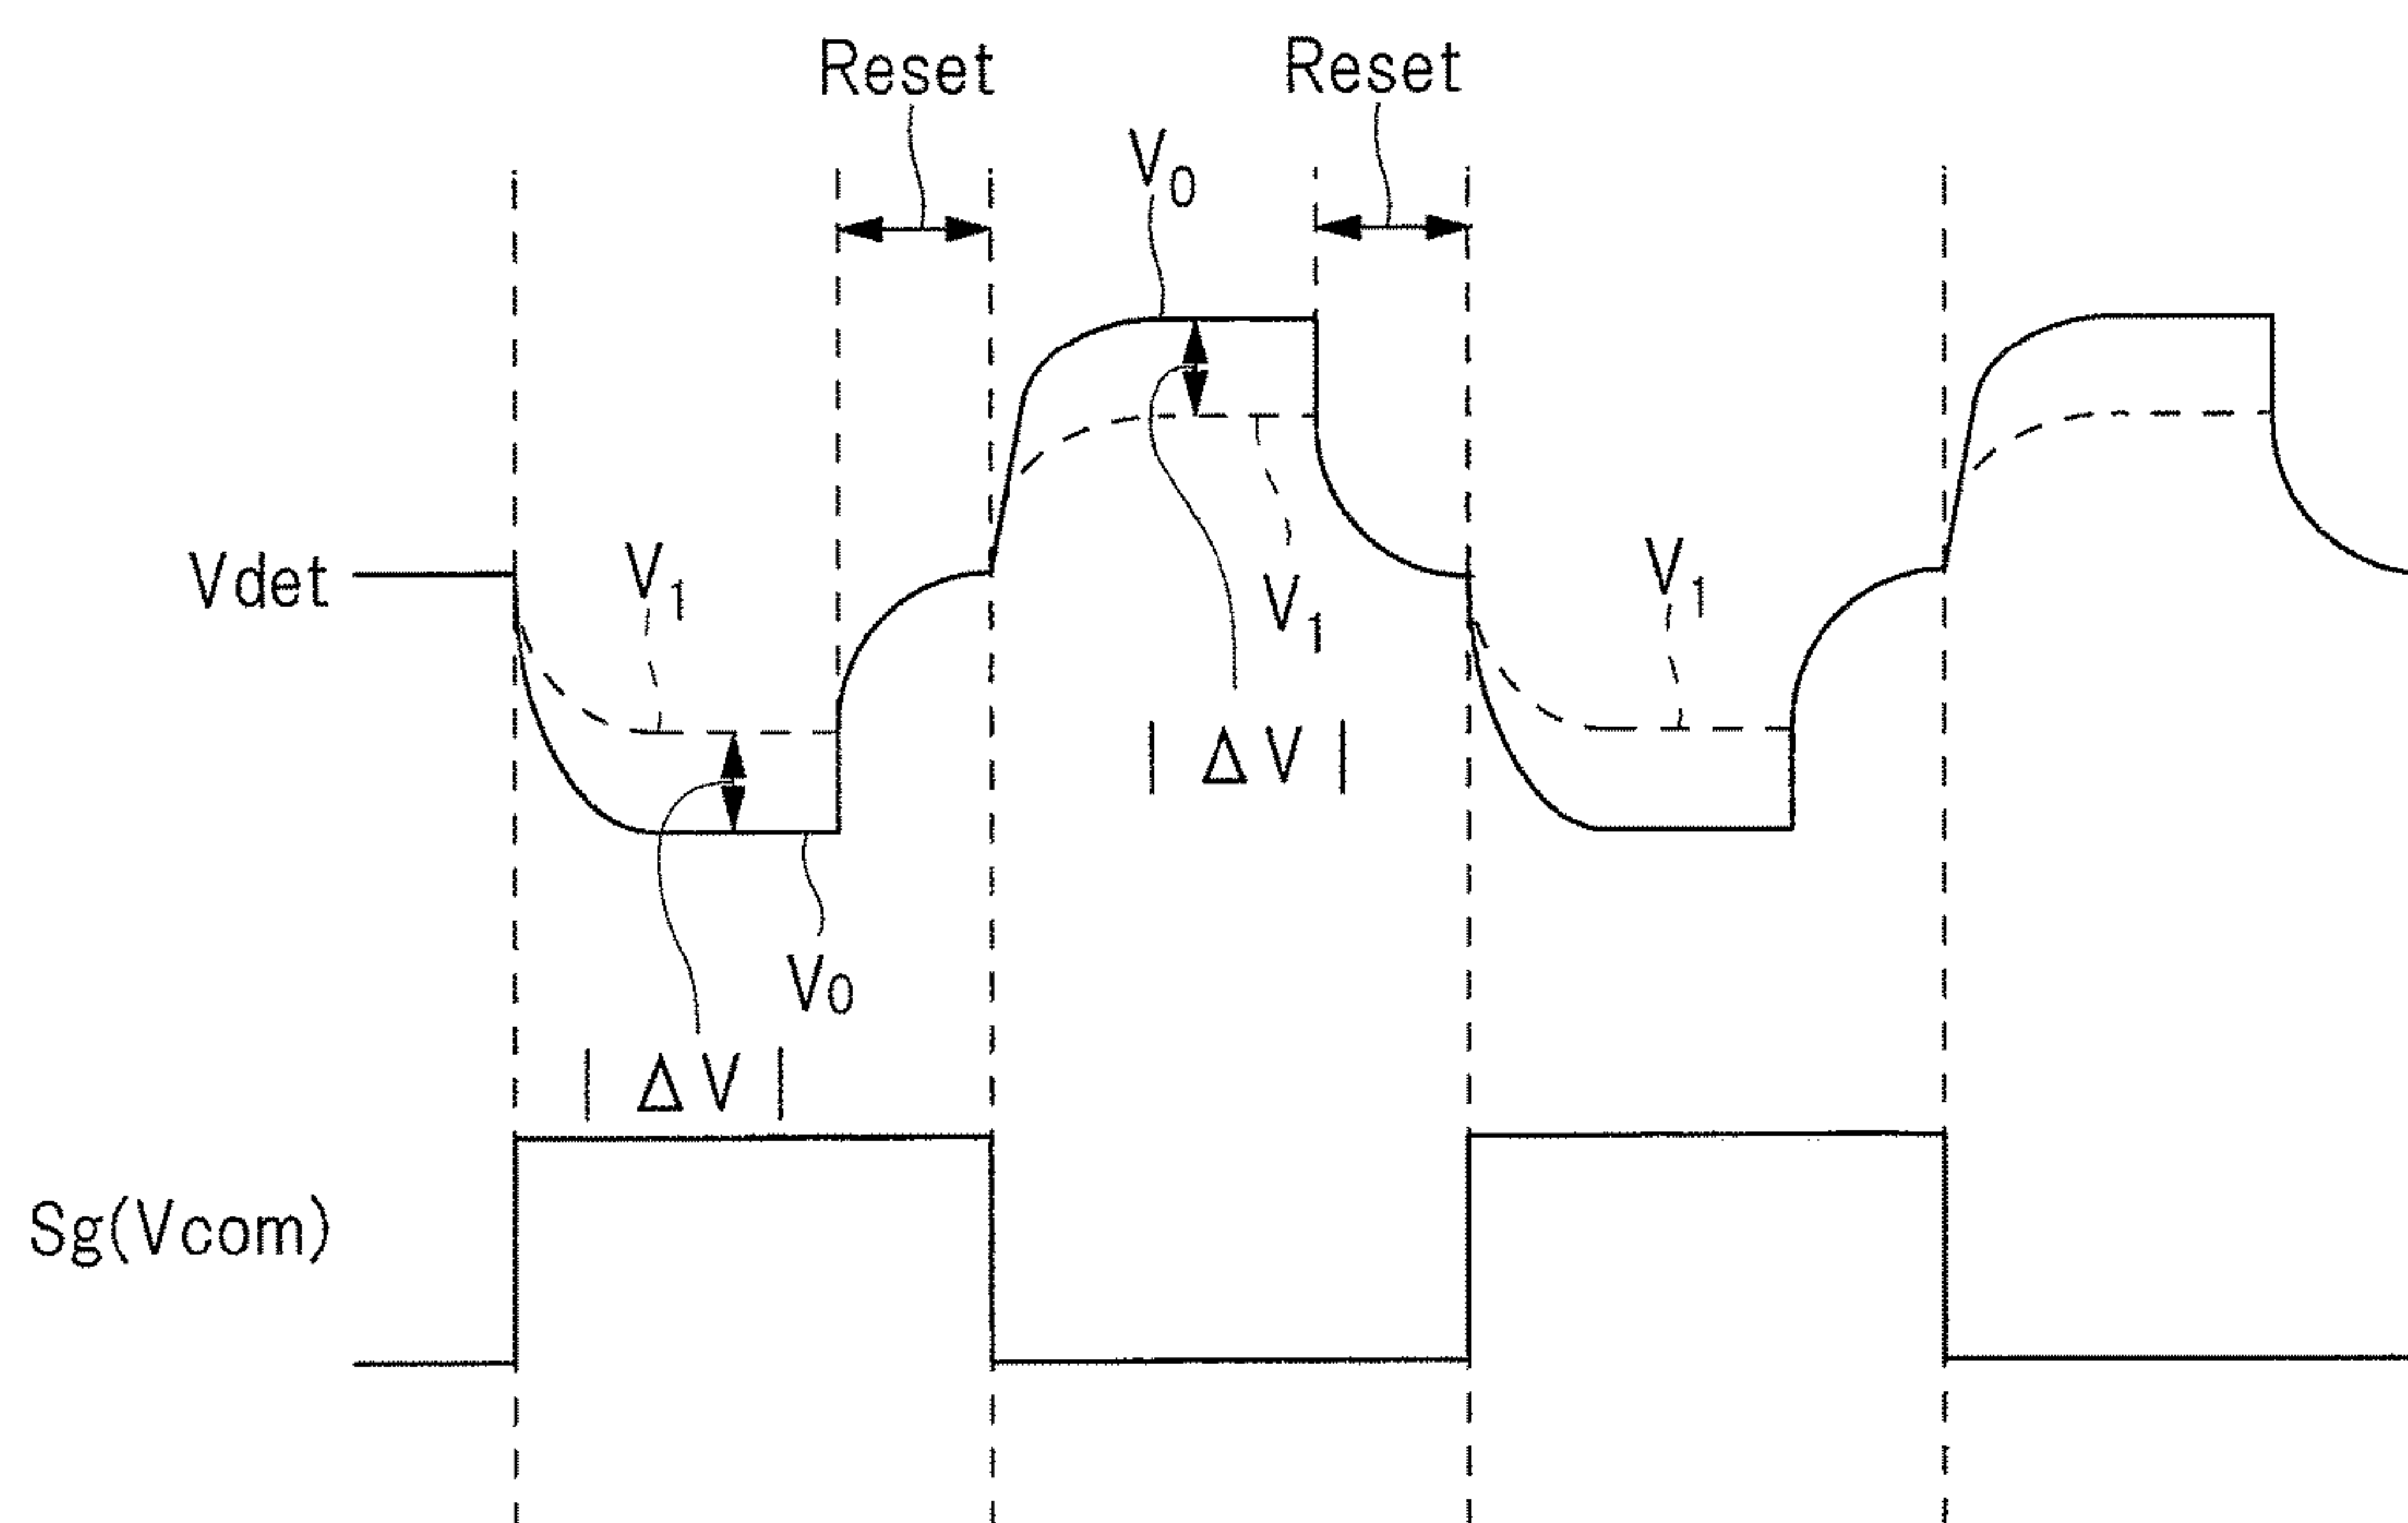 Reset
Reset
V0
Vdet
V1
V1
V1
| ΔV |
V0
| ΔV |
Sg(Vcom)